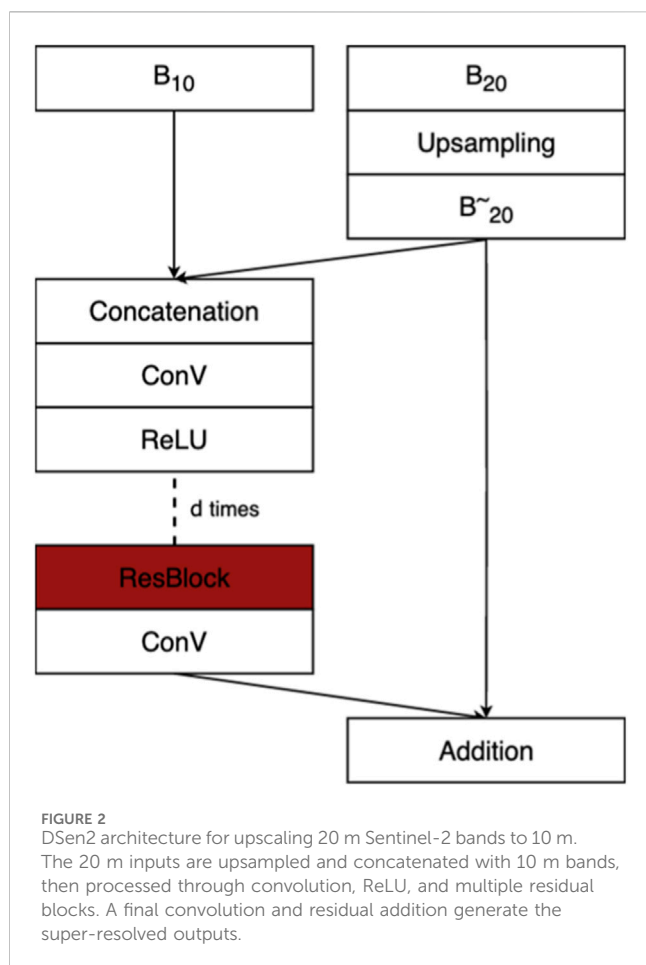 B10
B20
Upsampling
B~20
Concatenation
ConV
ReLU
d times
ResBlock
ConV
Addition
FIGURE 2
DSen2 architecture for upscaling 20 m Sentinel-2 bands to 10 m.
The 20 m inputs are upsampled and concatenated with 10 m bands,
then processed through convolution, ReLU, and multiple residual
blocks. A final convolution and residual addition generate the
super-resolved outputs.